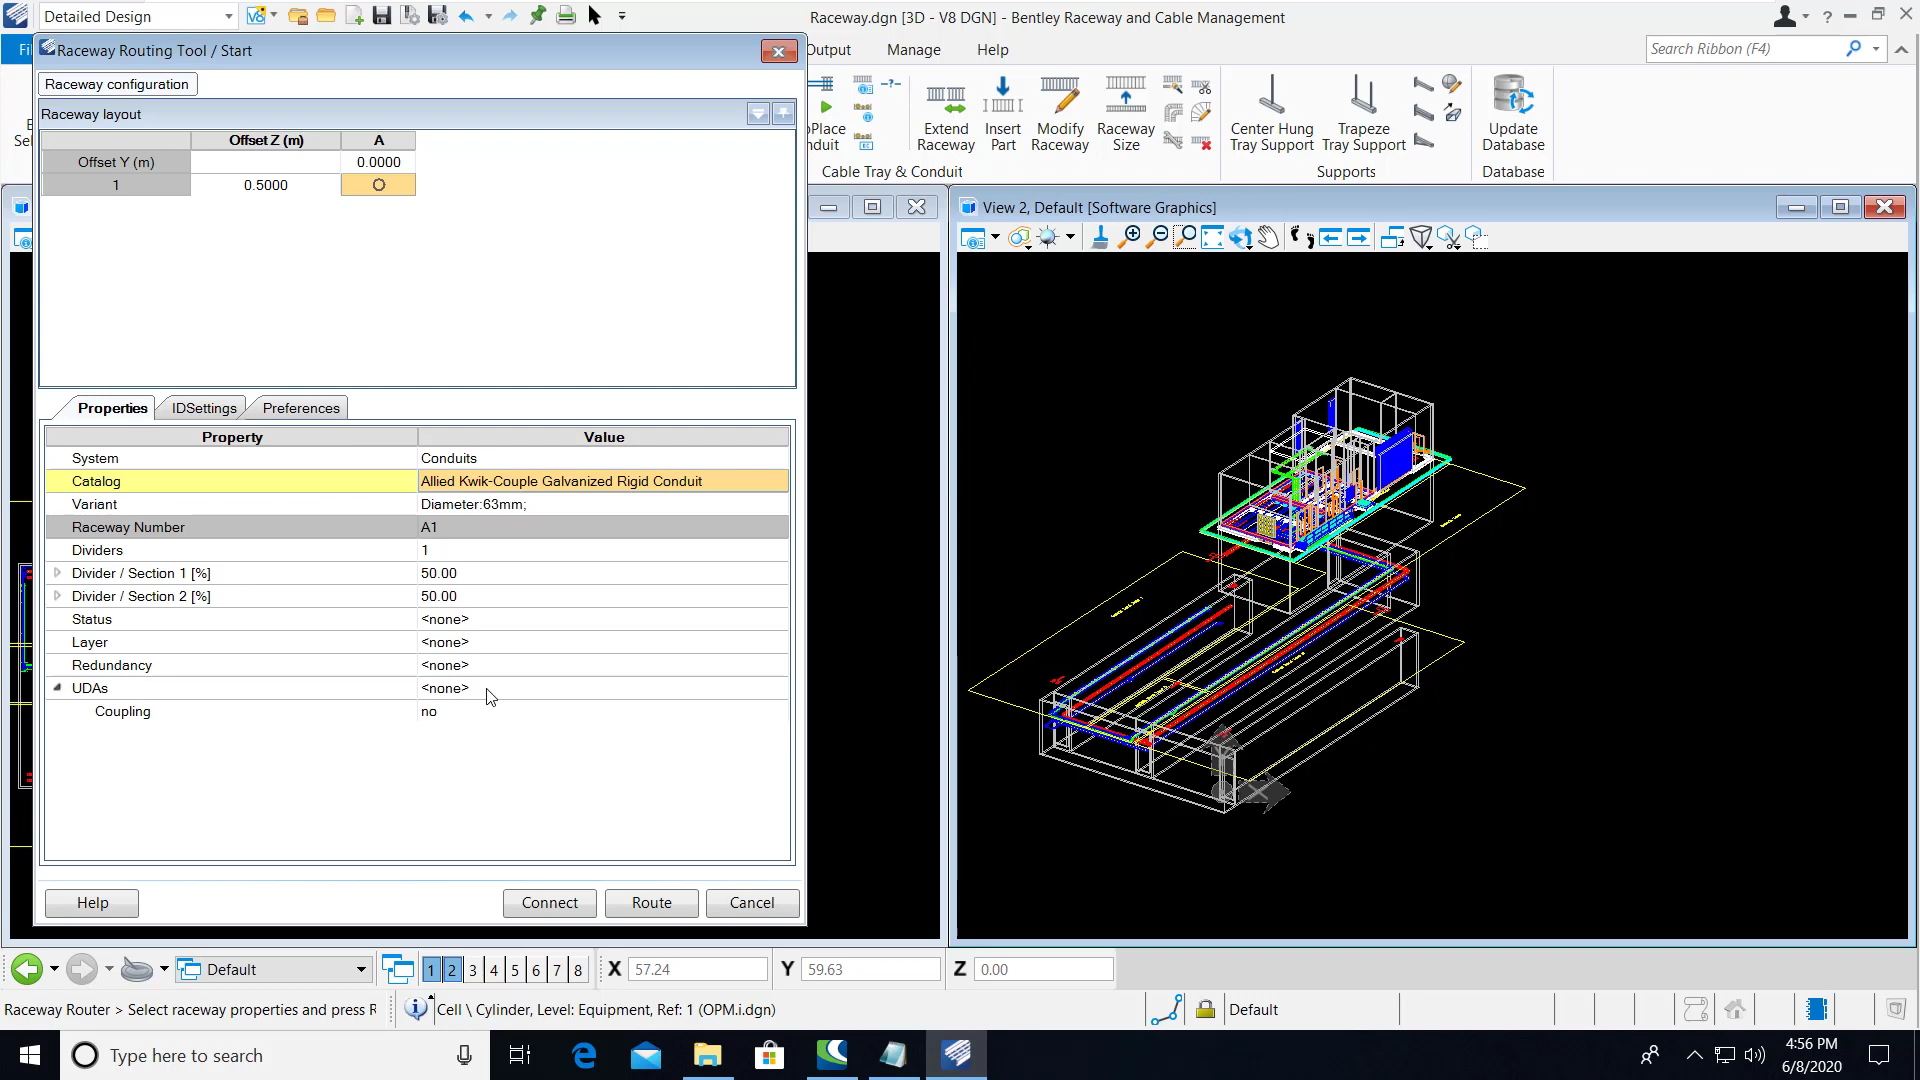 Detailed Design
Raceway.dgn [3D - V8 DGN] - Bentley Raceway and Cable Management
Raceway Routing Tool / Start
Output
Manage
Help
Search Ribbon (F4)
Raceway configuration
Raceway layout
Offset Z (m)
A
Offset Y (m)
0.0000
1
0.5000
Place
Extend
Raceway
Insert
Part
Modify
Raceway
Raceway
Size
Center Hung
Tray Support
Trapeze
Tray Support
Update
Database
Cable Tray & Conduit
Supports
Database
View 2, Default [Software Graphics]
Properties
IDSettings
Preferences
Property
Value
System
Conduits
Catalog
Allied Kwik-Couple Galvanized Rigid Conduit
Variant
Diameter:63mm;
Raceway Number
A1
Dividers
1
Divider / Section 1 [%]
50.00
Divider / Section 2 [%]
50.00
Status
<none>
Layer
<none>
Redundancy
<none>
UDAs
<none>
Coupling
no
Help
Connect
Route
Cancel
Default
1 2 3 4 5 6 7 8
X 57.24
Y 59.63
Z 0.00
Raceway Router > Select raceway properties and press R
Cell \ Cylinder, Level: Equipment, Ref: 1 (OPM.i.dgn)
Default
Type here to search
4:56 PM
6/8/2020